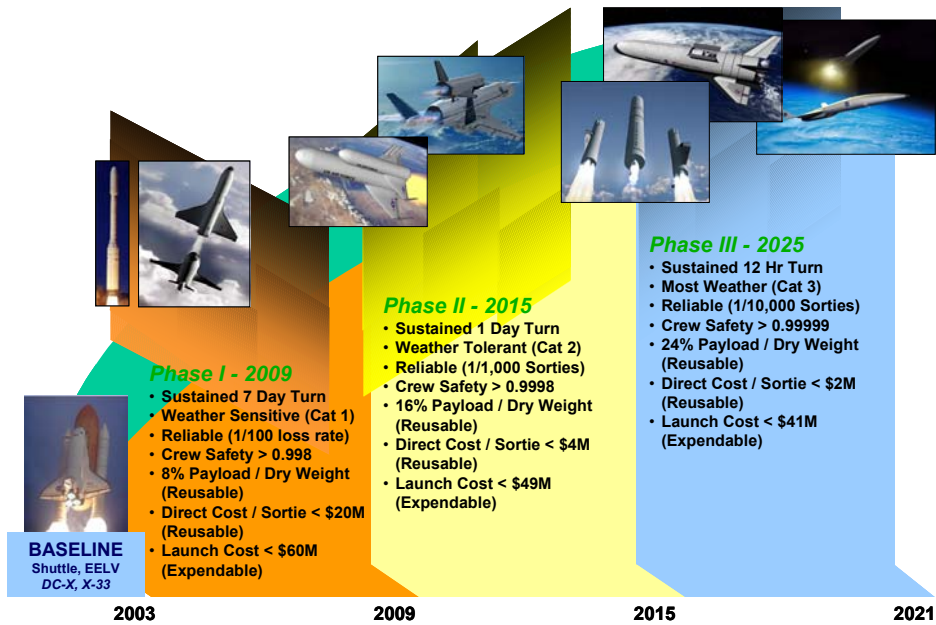 Phase I - 2009
• Sustained 7 Day Turn
• Weather Sensitive (Cat 1)
• Reliable (1/100 loss rate)
• Crew Safety > 0.998
• 8% Payload / Dry Weight
(Reusable)
• Direct Cost / Sortie < $20M
(Reusable)
• Launch Cost < $60M
(Expendable)
Phase II - 2015
• Sustained 1 Day Turn
• Weather Tolerant (Cat 2)
• Reliable (1/1,000 Sorties)
• Crew Safety > 0.9998
• 16% Payload / Dry Weight
(Reusable)
• Direct Cost / Sortie < $4M
(Reusable)
• Launch Cost < $49M
(Expendable)
Phase III - 2025
• Sustained 12 Hr Turn
• Most Weather (Cat 3)
• Reliable (1/10,000 Sorties)
• Crew Safety > 0.99999
• 24% Payload / Dry Weight
(Reusable)
• Direct Cost / Sortie < $2M
(Reusable)
• Launch Cost < $41M
(Expendable)
BASELINE
Shuttle, EELV
DC-X, X-33
2003
2009
2015
2021